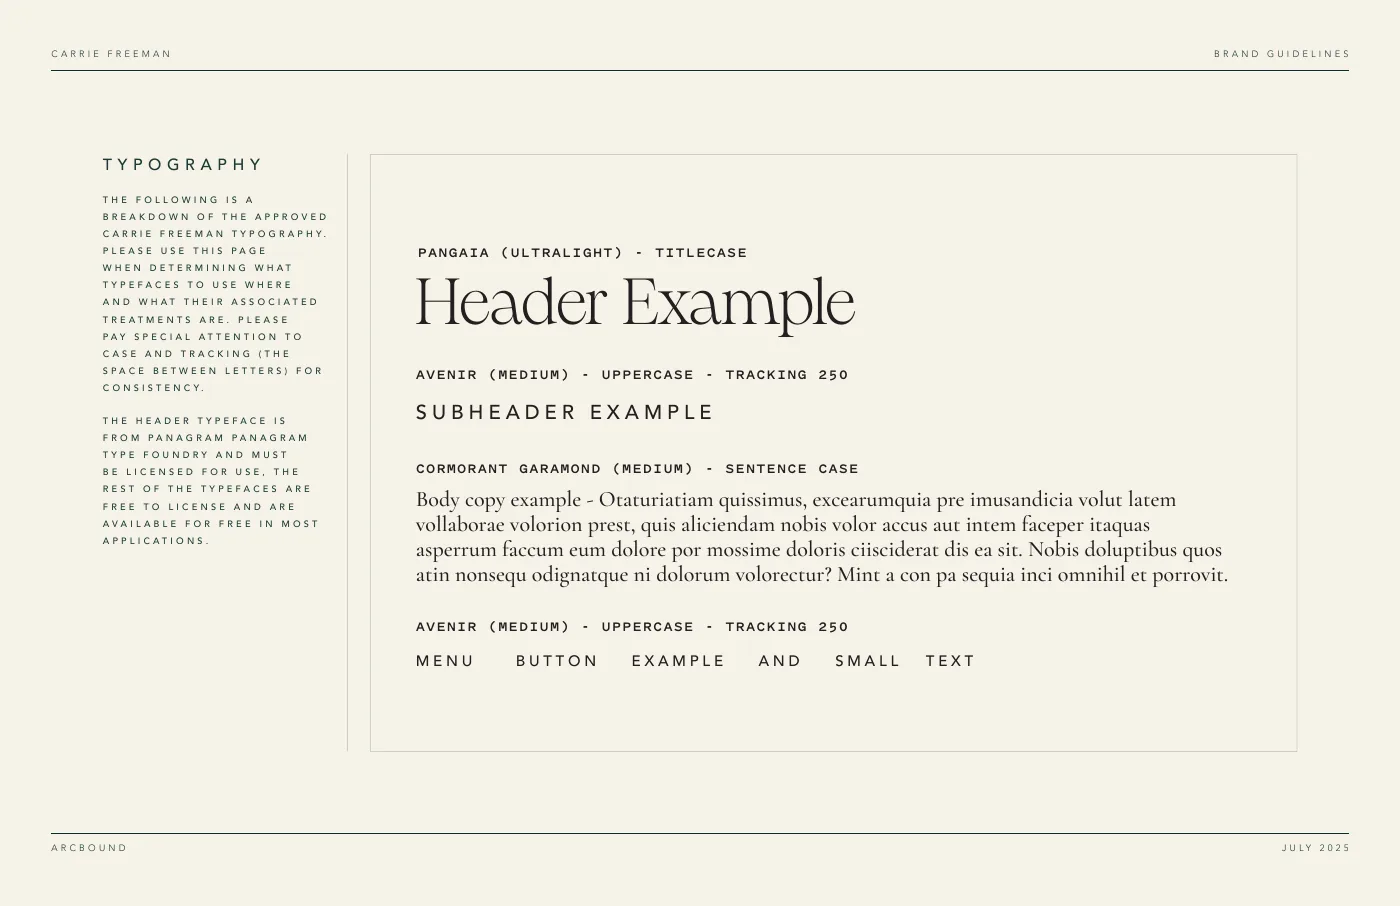 CARRIE FREEMAN
BRAND GUIDELINES
TYPOGRAPHY
THE FOLLOWING IS A
BREAKDOWN OF THE APPROVED
CARRIE FREEMAN TYPOGRAPHY.
PLEASE USE THIS PAGE
WHEN DETERMINING WHAT
TYPEFACES TO USE WHERE
AND WHAT THEIR ASSOCIATED
TREATMENTS ARE. PLEASE
PAY SPECIAL ATTENTION TO
CASE AND TRACKING (THE
SPACE BETWEEN LETTERS) FOR
CONSISTENCY.
THE HEADER TYPEFACE IS
FROM PANAGRAM PANAGRAM
TYPE FOUNDRY AND MUST
BE LICENSED FOR USE, THE
REST OF THE TYPEFACES ARE
FREE TO LICENSE AND ARE
AVAILABLE FOR FREE IN MOST
APPLICATIONS.
PANGAIA (ULTRALIGHT) - TITLECASE
Header Example
AVENIR (MEDIUM) - UPPERCASE - TRACKING 250
SUBHEADER EXAMPLE
CORMORANT GARAMOND (MEDIUM) - SENTENCE CASE
Body copy example - Otaturiatiam quissimus, excearumquia pre imusandicia volut latem
vollaborae volorion prest, quis aliciendam nobis volor accus aut intem faceper itaquas
asperrum faccum eum dolore por mossime doloris ciisciderat dis ea sit. Nobis doluptibus quos
atin nonsequ odignatque ni dolorum volorectur? Mint a con pa sequia inci omnihil et porrovit.
AVENIR (MEDIUM) - UPPERCASE - TRACKING 250
MENU BUTTON EXAMPLE AND SMALL TEXT
ARCBOUND
JULY 2025